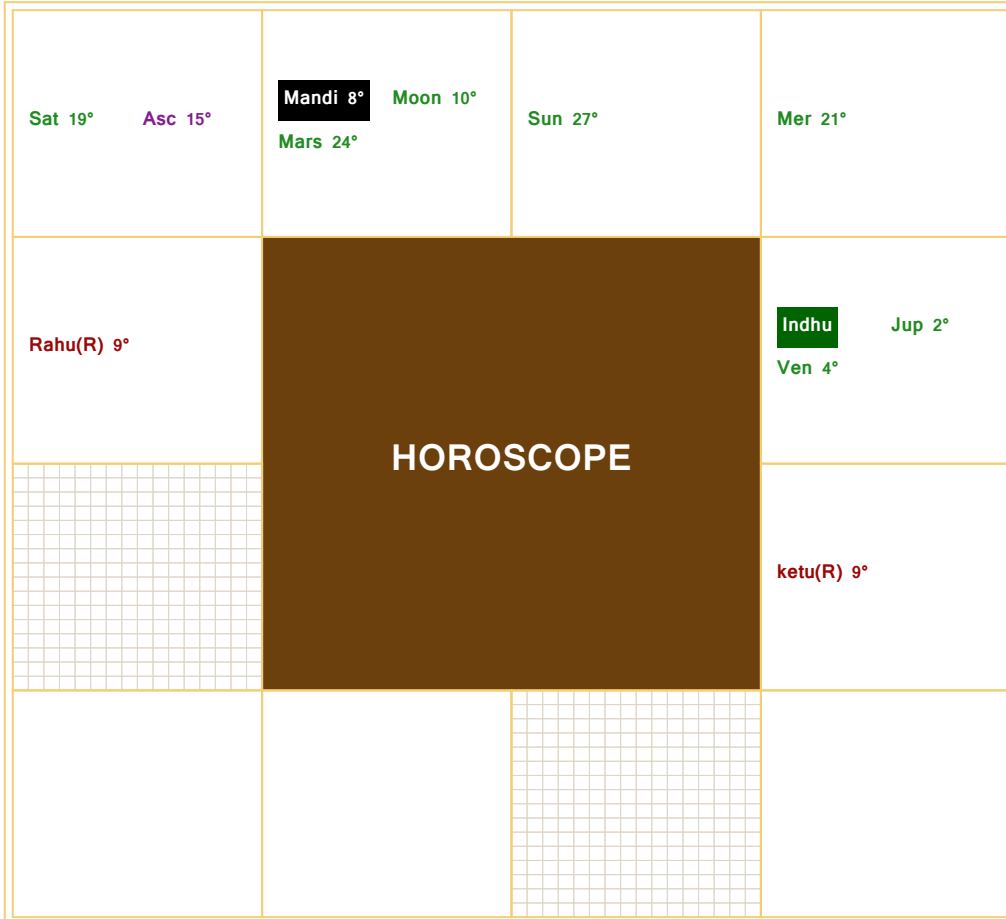 Sat 19° Asc 15°
Mandi 8° Moon 10°
Mars 24°
Sun 27°
Mer 21°
Rahu(R) 9°
Indhu Jup 2°
Ven 4°
HOROSCOPE
ketu(R) 9°